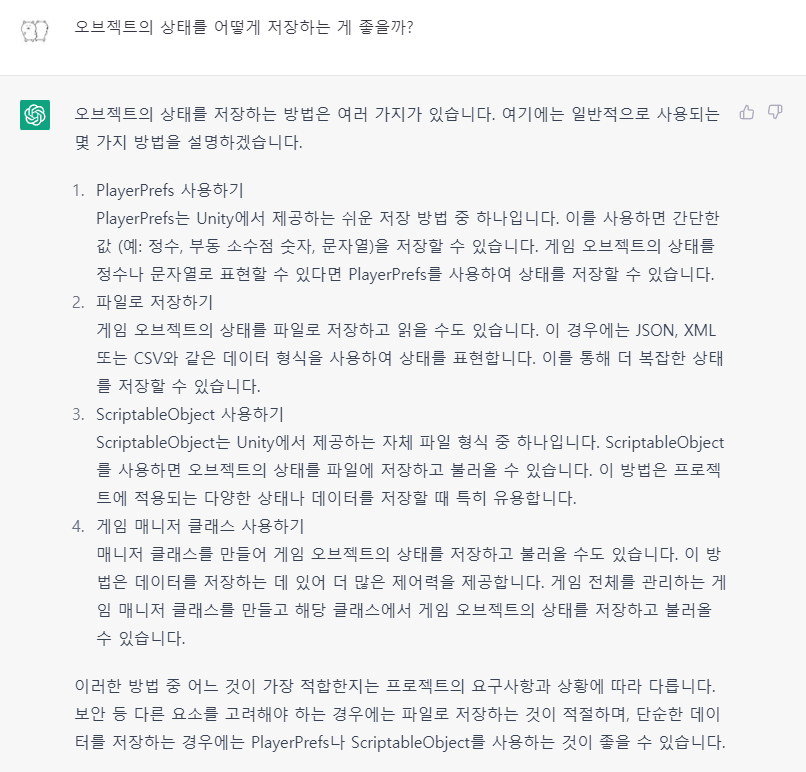 오브젝트의 상태를 어떻게 저장하는 게 좋을까?
오브젝트의 상태를 저장하는 방법은 여러 가지가 있습니다. 여기에는 일반적으로 사용되는
몇 가지 방법을 설명하겠습니다.
1. PlayerPrefs 사용하기
PlayerPrefs는 Unity에서 제공하는 쉬운 저장 방법 중 하나입니다. 이를 사용하면 간단한
값 (예: 정수, 부동 소수점 숫자, 문자열)을 저장할 수 있습니다. 게임 오브젝트의 상태를
정수나 문자열로 표현할 수 있다면 PlayerPrefs를 사용하여 상태를 저장할 수 있습니다.
2. 파일로 저장하기
게임 오브젝트의 상태를 파일로 저장하고 읽을 수도 있습니다. 이 경우에는 JSON, XML
또는 CSV와 같은 데이터 형식을 사용하여 상태를 표현합니다. 이를 통해 더 복잡한 상태
를 저장할 수 있습니다.
3. ScriptableObject 사용하기
ScriptableObject는 Unity에서 제공하는 자체 파일 형식 중 하나입니다. ScriptableObject
를 사용하면 오브젝트의 상태를 파일에 저장하고 불러올 수 있습니다. 이 방법은 프로젝
트에 적용되는 다양한 상태나 데이터를 저장할 때 특히 유용합니다.
4. 게임 매니저 클래스 사용하기
매니저 클래스를 만들어 게임 오브젝트의 상태를 저장하고 불러올 수도 있습니다. 이 방
법은 데이터를 저장하는 데 있어 더 많은 제어력을 제공합니다. 게임 전체를 관리하는 게
임 매니저 클래스를 만들고 해당 클래스에서 게임 오브젝트의 상태를 저장하고 불러올
수 있습니다.
이러한 방법 중 어느 것이 가장 적합한지는 프로젝트의 요구사항과 상황에 따라 다릅니다.
보안 등 다른 요소를 고려해야 하는 경우에는 파일로 저장하는 것이 적절하며, 단순한 데이
터를 저장하는 경우에는 PlayerPrefs나 ScriptableObject를 사용하는 것이 좋을 수 있습니다.